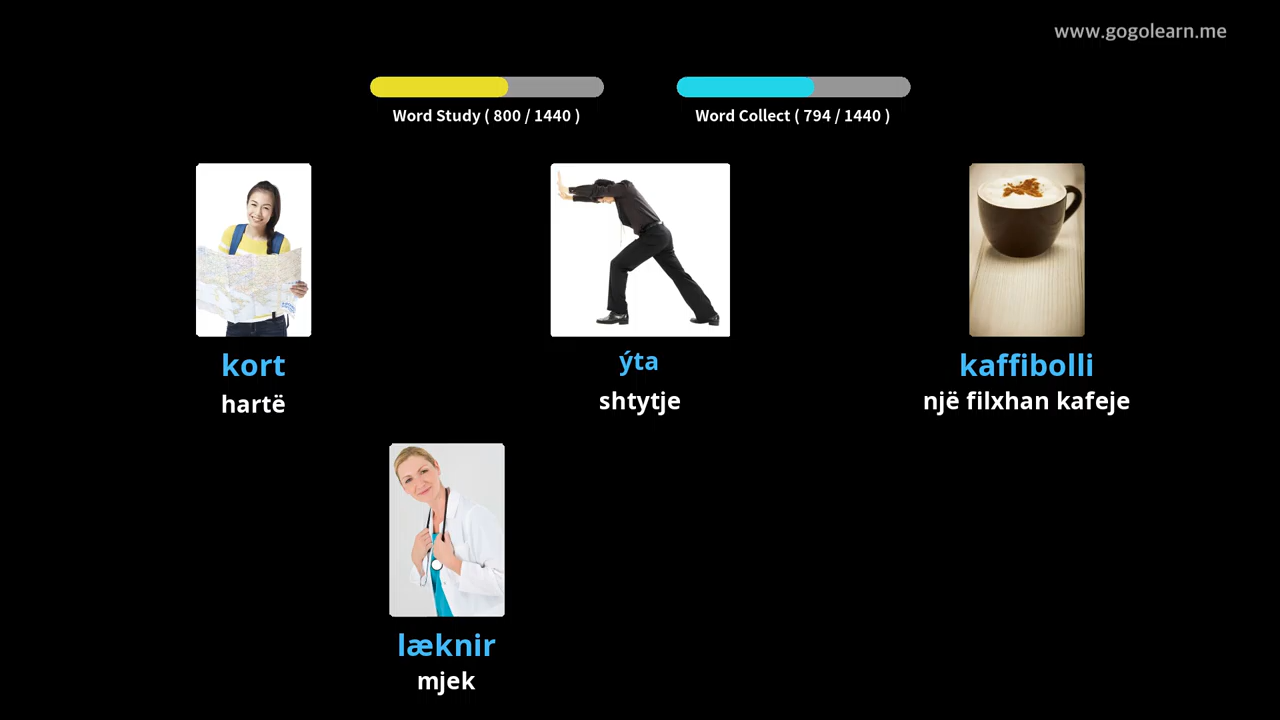 www.gogolearn.me
Word Study ( 800 / 1440 )
Word Collect ( 794 / 1440 )
kort
hartë
ýta
shtytje
kaffibolli
një filxhan kafeje
læknir
mjek